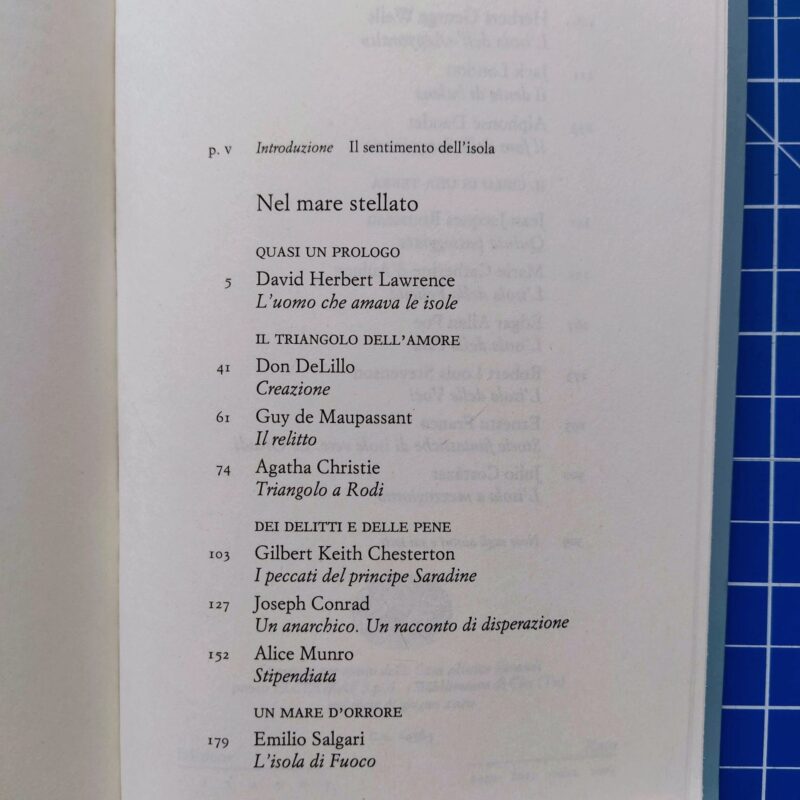 p. V Introduzione Il sentimento dell'isola
Nel mare stellato
QUASI UN PROLOGO
5 David Herbert Lawrence
L'uomo che amava le isole
IL TRIANGOLO DELL'AMORE
41 Don DeLillo
Creazione
61 Guy de Maupassant
Il relitto
74 Agatha Christie
Triangolo a Rodi
DEI DELITTI E DELLE PENE
103 Gilbert Keith Chesterton
I peccati del principe Saradine
127 Joseph Conrad
Un anarchico. Un racconto di disperazione
152 Alice Munro
Stipendiata
UN MARE D'ORRORE
179 Emilio Salgari
L'isola di Fuoco